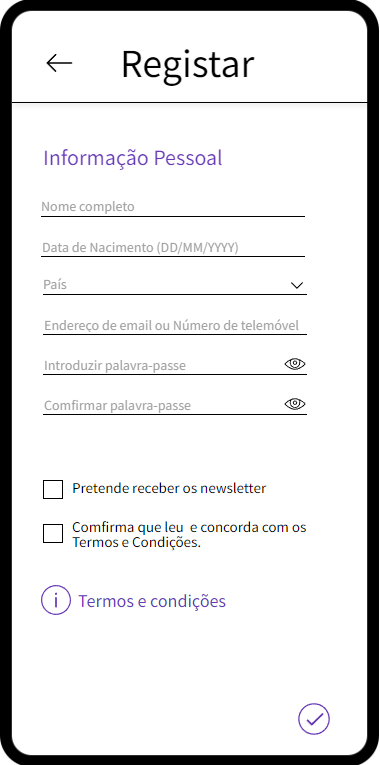 Registar
Informação Pessoal
Nome completo
Data de Nacimento (DD/MM/YYYY)
País
Endereço de email ou Número de telemóvel
Introduzir palavra-passe
Comfirmar palavra-passe
Pretende receber os newsletter
Comfirma que leu e concorda com os
Termos e Condições.
Termos e condições